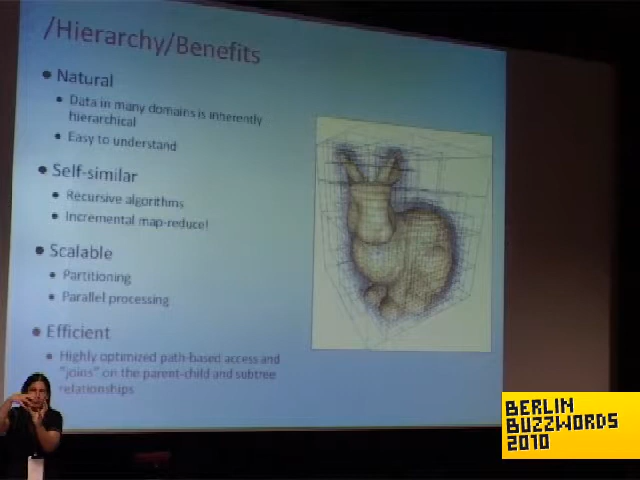 /Hierarchy/Benefits
• Natural
• Data in many domains is inherently
hierarchical
• Easy to understand
• Self-similar
• Recursive algorithms
• Incremental map-reduce!
• Scalable
• Partitioning
• Parallel processing
• Efficient
• Highly optimized path-based access and
"joins" on the parent-child and subtree
relationships
BERLIN
BUZZWORDS
2010